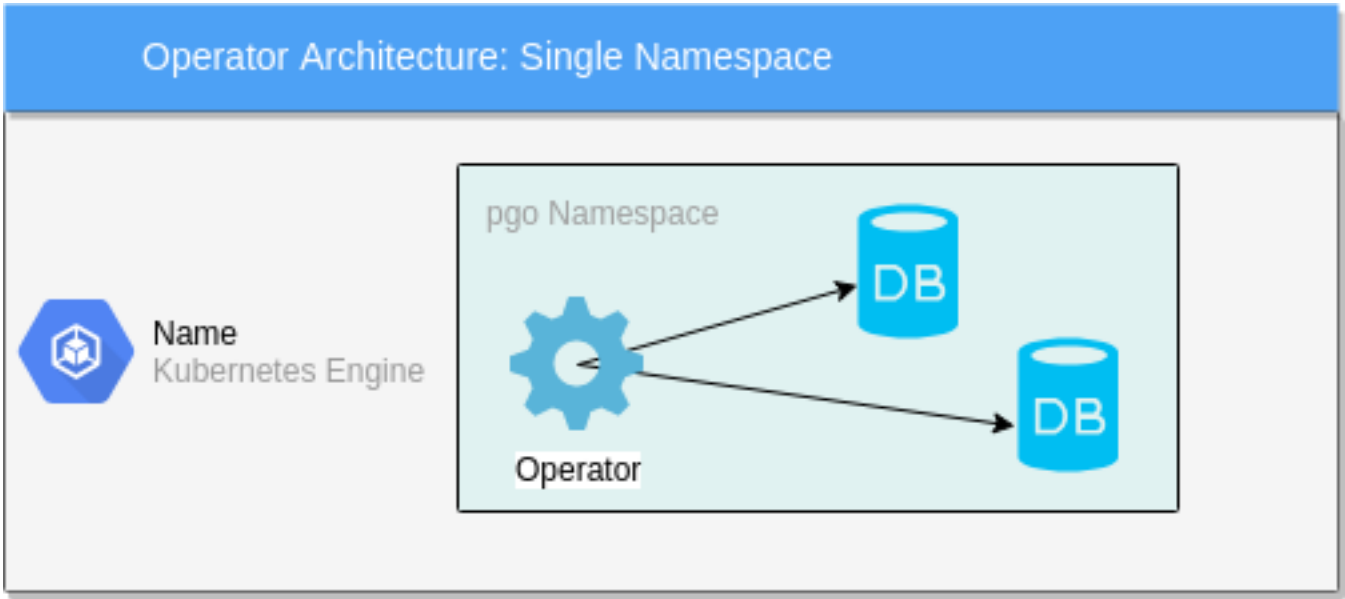 Operator Architecture: Single Namespace
pgo Namespace
DB
Name
Kubernetes Engine
DB
Operator